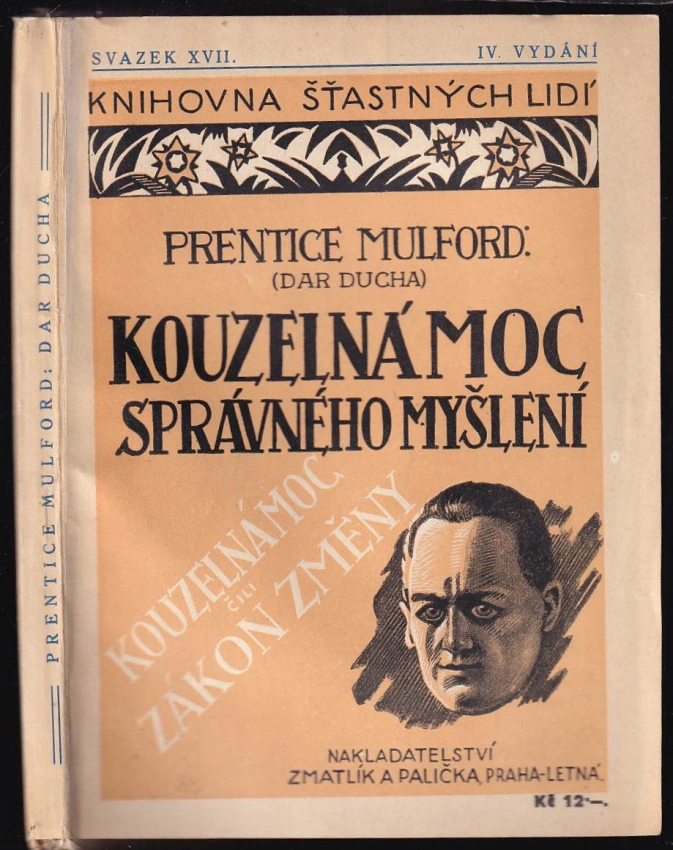 SVAZEK XVII.
IV. VYDÁNÍ
KNIHOVNA ŠŤASTNÝCH LIDÍ
PRENTICE MULFORD:
(DAR DUCHA)
KOUZELNÁ MOC
SPRÁVNÉHO MYŠLENÍ
KOUZELNÁ MOC
ČILI
ZÁKON ZMĚNY
NAKLADATELSTVÍ
ZMATLÍK A PALIČKA, PRAHA-LETNÁ.
Kč 12·—.
PRENTICE MULFORD: DAR DUCHA